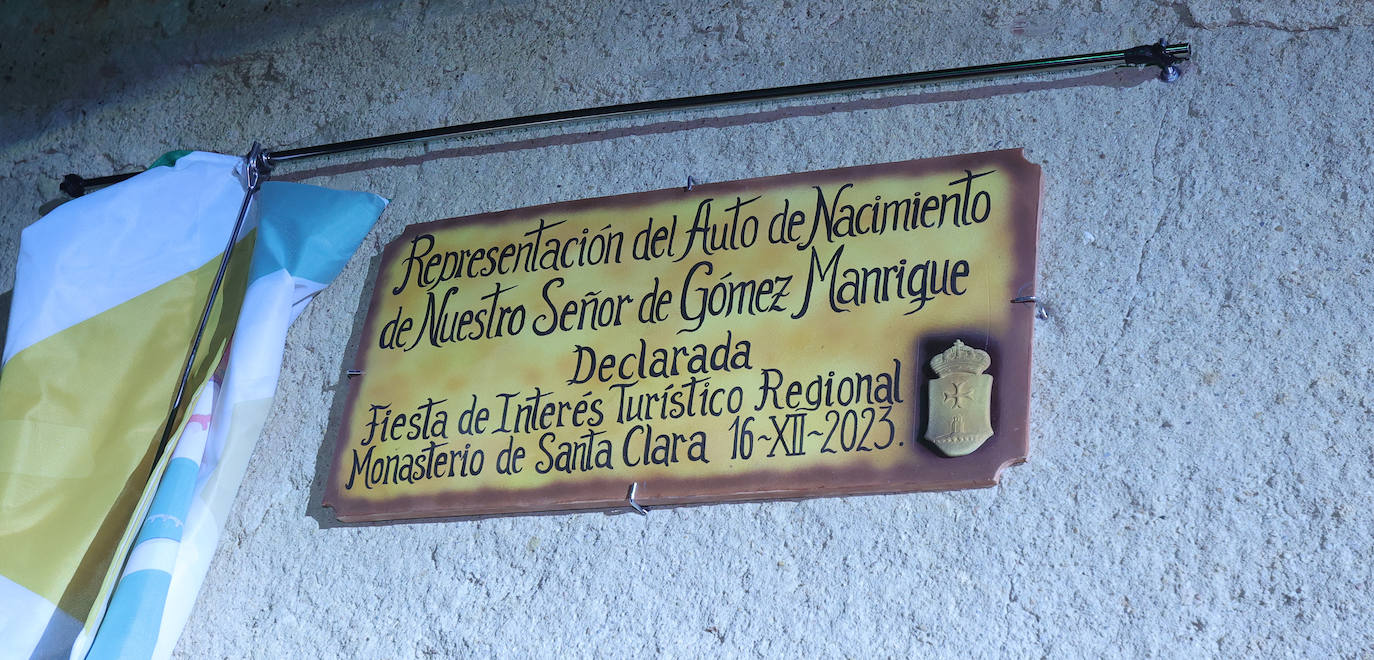 Representación del Auto de Nacimiento
de Nuestro Señor de Gómez Manrique
Declarada
Fiesta de Interés Turístico Regional
Monasterio de Santa Clara 16~XII~2023.